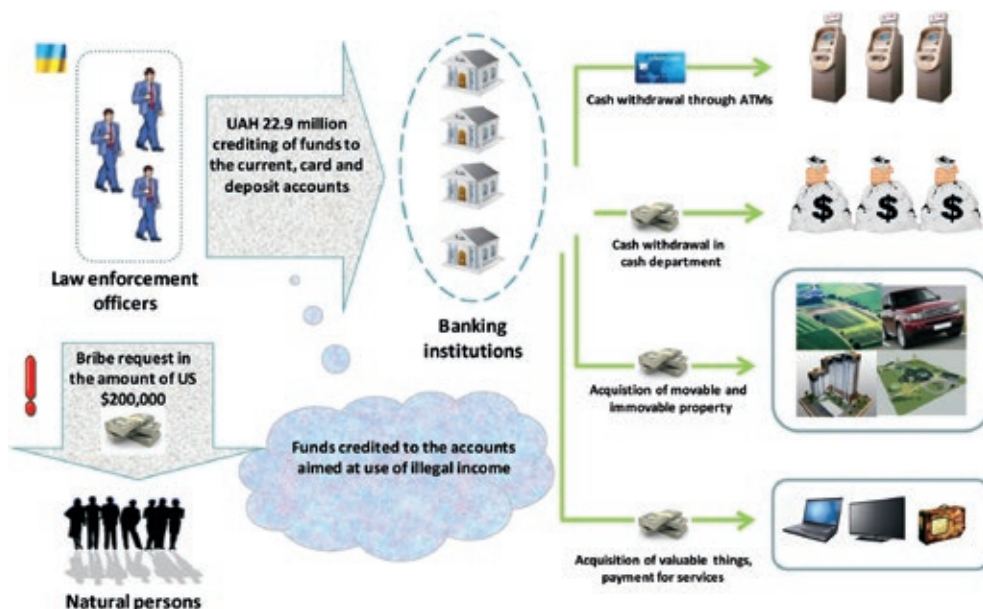 Law enforcement
officers
UAH 22.9 million
crediting of funds to
the current, card and
deposit accounts
Banking
institutions
Bribe request in
the amount of US
$200,000
Natural persons
Funds credited to the accounts
aimed at use of illegal income
Cash withdrawal through ATMs
Cash withdrawal in
cash department
$ $ $
Acquistion of movable and
immovable property
Acquisition of valuable things,
payment for services